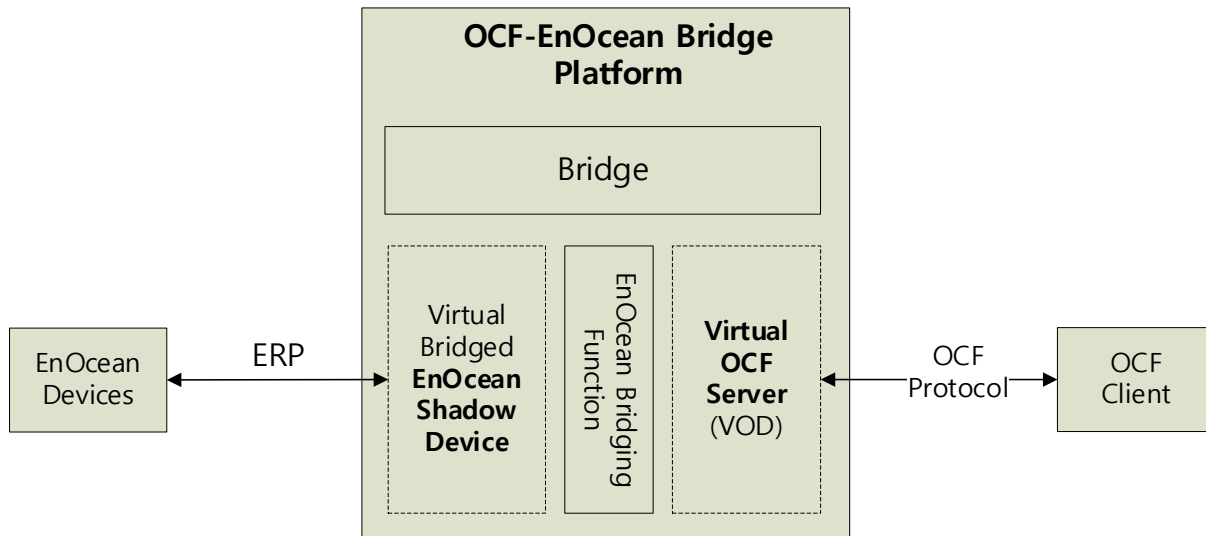 OCF-EnOcean Bridge
Platform
Bridge
EnOcean
Devices
ERP
Virtual
Bridged
EnOcean
Shadow
Device
EnOcean Bridging
Function
Virtual
OCF
Server
(VOD)
OCF
Protocol
OCF
Client